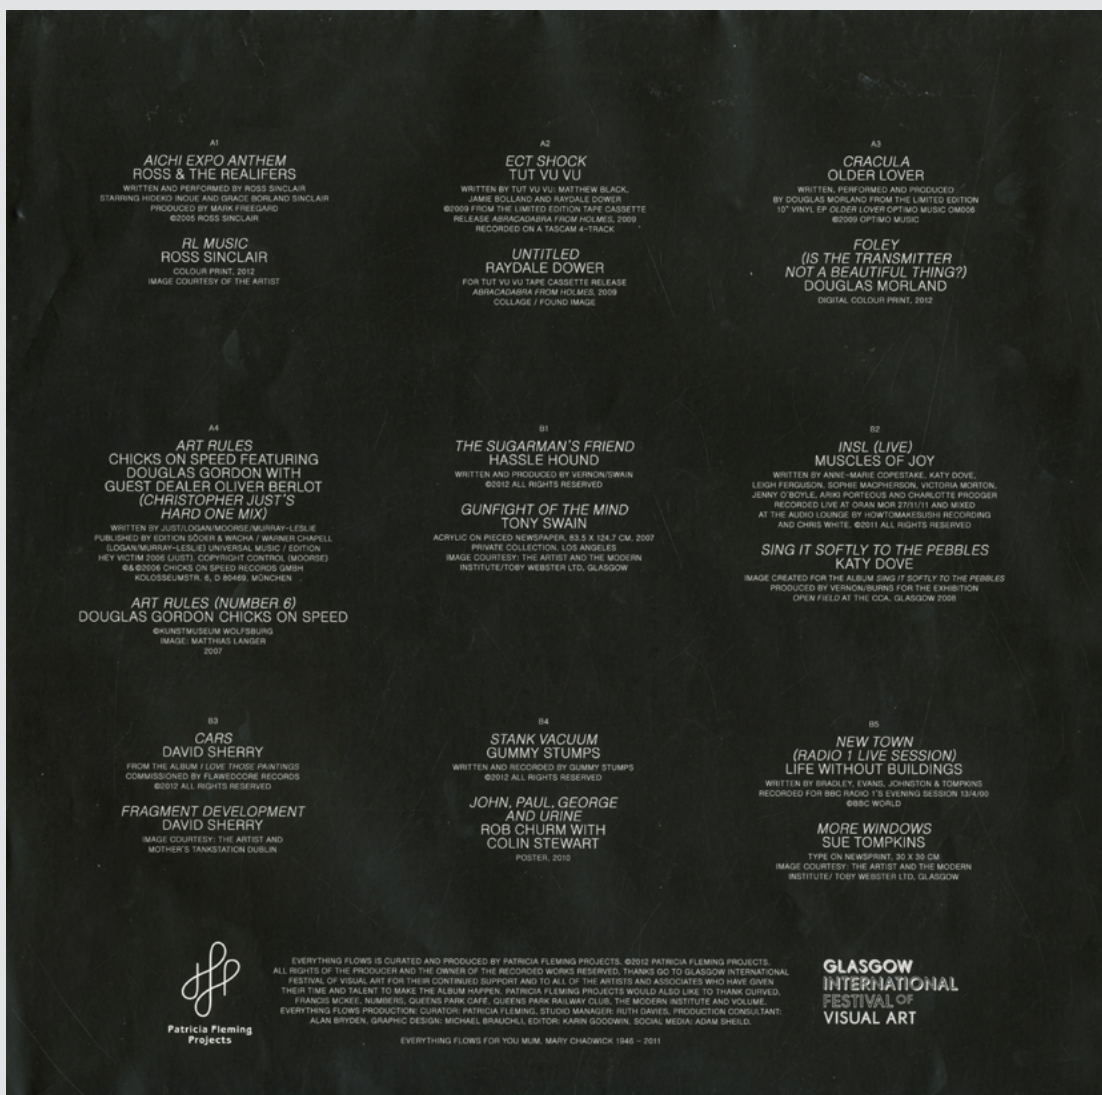 A1
AICHI EXPO ANTHEM
ROSS & THE REALIFERS
WRITTEN AND PERFORMED BY ROSS SINCLAIR
STARRING HIDEKO INOUE AND GRACE BORLAND SINCLAIR
PRODUCED BY MARK FREEGARD
©2005 ROSS SINCLAIR
RL MUSIC
ROSS SINCLAIR
COLOUR PRINT, 2012
IMAGE COURTESY OF THE ARTIST
A2
ECT SHOCK
TUT VU VU
WRITTEN BY TUT VU VU: MATTHEW BLACK,
JAMIE BOLLAND AND RAYDALE DOWER
©2009 FROM THE LIMITED EDITION TAPE CASSETTE
RELEASE ABRACADABRA FROM HOLMES, 2009
RECORDED ON A TASCAM 4-TRACK
UNTITLED
RAYDALE DOWER
FOR TUT VU VU TAPE CASSETTE RELEASE
ABRACADABRA FROM HOLMES, 2009
COLLAGE / FOUND IMAGE
A3
CRACULA
OLDER LOVER
WRITTEN, PERFORMED AND PRODUCED
BY DOUGLAS MORLAND FROM THE LIMITED EDITION
10" VINYL EP OLDER LOVER OPTIMO MUSIC OM006
©2009 OPTIMO MUSIC
FOLEY
(IS THE TRANSMITTER
NOT A BEAUTIFUL THING?)
DOUGLAS MORLAND
DIGITAL COLOUR PRINT, 2012
A4
ART RULES
CHICKS ON SPEED FEATURING
DOUGLAS GORDON WITH
GUEST DEALER OLIVER BERLOT
(CHRISTOPHER JUST'S
HARD ONE MIX)
WRITTEN BY JUST/LOGAN/MOORSE/MURRAY-LESLIE
PUBLISHED BY EDITION SÖDER & WACHA / WARNER CHAPELL
(LOGAN/MURRAY-LESLIE) UNIVERSAL MUSIC / EDITION
HEY VICTIM 2006 (JUST). COPYRIGHT CONTROL (MOORSE)
℗&©2006 CHICKS ON SPEED RECORDS GMBH
KOLOSSEUMSTR. 6, D 80469, MÜNCHEN
ART RULES (NUMBER 6)
DOUGLAS GORDON CHICKS ON SPEED
©KUNSTMUSEUM WOLFSBURG
IMAGE: MATTHIAS LANGER
2007
B1
THE SUGARMAN'S FRIEND
HASSLE HOUND
WRITTEN AND PRODUCED BY VERNON/SWAIN
©2012 ALL RIGHTS RESERVED
GUNFIGHT OF THE MIND
TONY SWAIN
ACRYLIC ON PIECED NEWSPAPER, 83.5 X 124.7 CM, 2007
PRIVATE COLLECTION, LOS ANGELES
IMAGE COURTESY: THE ARTIST AND THE MODERN
INSTITUTE/TOBY WEBSTER LTD, GLASGOW
B2
INSL (LIVE)
MUSCLES OF JOY
WRITTEN BY ANNE-MARIE COPESTAKE, KATY DOVE,
LEIGH FERGUSON, SOPHIE MACPHERSON, VICTORIA MORTON,
JENNY O'BOYLE, ARIKI PORTEOUS AND CHARLOTTE PRODGER
RECORDED LIVE AT ORAN MOR 27/11/11 AND MIXED
AT THE AUDIO LOUNGE BY HOWTOMAKESUSHI RECORDING
AND CHRIS WHITE. ©2011 ALL RIGHTS RESERVED
SING IT SOFTLY TO THE PEBBLES
KATY DOVE
IMAGE CREATED FOR THE ALBUM SING IT SOFTLY TO THE PEBBLES
PRODUCED BY VERNON/BURNS FOR THE EXHIBITION
OPEN FIELD AT THE CCA, GLASGOW 2008
B3
CARS
DAVID SHERRY
FROM THE ALBUM I LOVE THOSE PAINTINGS
COMMISSIONED BY FLAWEDCORE RECORDS
©2012 ALL RIGHTS RESERVED
FRAGMENT DEVELOPMENT
DAVID SHERRY
IMAGE COURTESY: THE ARTIST AND
MOTHER'S TANKSTATION DUBLIN
B4
STANK VACUUM
GUMMY STUMPS
WRITTEN AND RECORDED BY GUMMY STUMPS
©2012 ALL RIGHTS RESERVED
JOHN, PAUL, GEORGE
AND URINE
ROB CHURM WITH
COLIN STEWART
POSTER, 2010
B5
NEW TOWN
(RADIO 1 LIVE SESSION)
LIFE WITHOUT BUILDINGS
WRITTEN BY BRADLEY, EVANS, JOHNSTON & TOMPKINS
RECORDED FOR BBC RADIO 1'S EVENING SESSION 13/4/00
©BBC WORLD
MORE WINDOWS
SUE TOMPKINS
TYPE ON NEWSPRINT, 30 X 30 CM
IMAGE COURTESY: THE ARTIST AND THE MODERN
INSTITUTE/ TOBY WEBSTER LTD, GLASGOW
Patricia Fleming
Projects
EVERYTHING FLOWS IS CURATED AND PRODUCED BY PATRICIA FLEMING PROJECTS. ©2012 PATRICIA FLEMING PROJECTS.
ALL RIGHTS OF THE PRODUCER AND THE OWNER OF THE RECORDED WORKS RESERVED. THANKS GO TO GLASGOW INTERNATIONAL
FESTIVAL OF VISUAL ART FOR THEIR CONTINUED SUPPORT AND TO ALL OF THE ARTISTS AND ASSOCIATES WHO HAVE GIVEN
THEIR TIME AND TALENT TO MAKE THE ALBUM HAPPEN. PATRICIA FLEMING PROJECTS WOULD ALSO LIKE TO THANK CURVED,
FRANCIS MCKEE, NUMBERS, QUEENS PARK CAFÉ, QUEENS PARK RAILWAY CLUB, THE MODERN INSTITUTE AND VOLUME.
EVERYTHING FLOWS PRODUCTION: CURATOR: PATRICIA FLEMING, STUDIO MANAGER: RUTH DAVIES, PRODUCTION CONSULTANT:
ALAN BRYDEN, GRAPHIC DESIGN: MICHAEL BRAUCHLI, EDITOR: KARIN GOODWIN, SOCIAL MEDIA: ADAM SHEILD.
EVERYTHING FLOWS FOR YOU MUM, MARY CHADWICK 1946 – 2011
GLASGOW
INTERNATIONAL
FESTIVAL OF
VISUAL ART